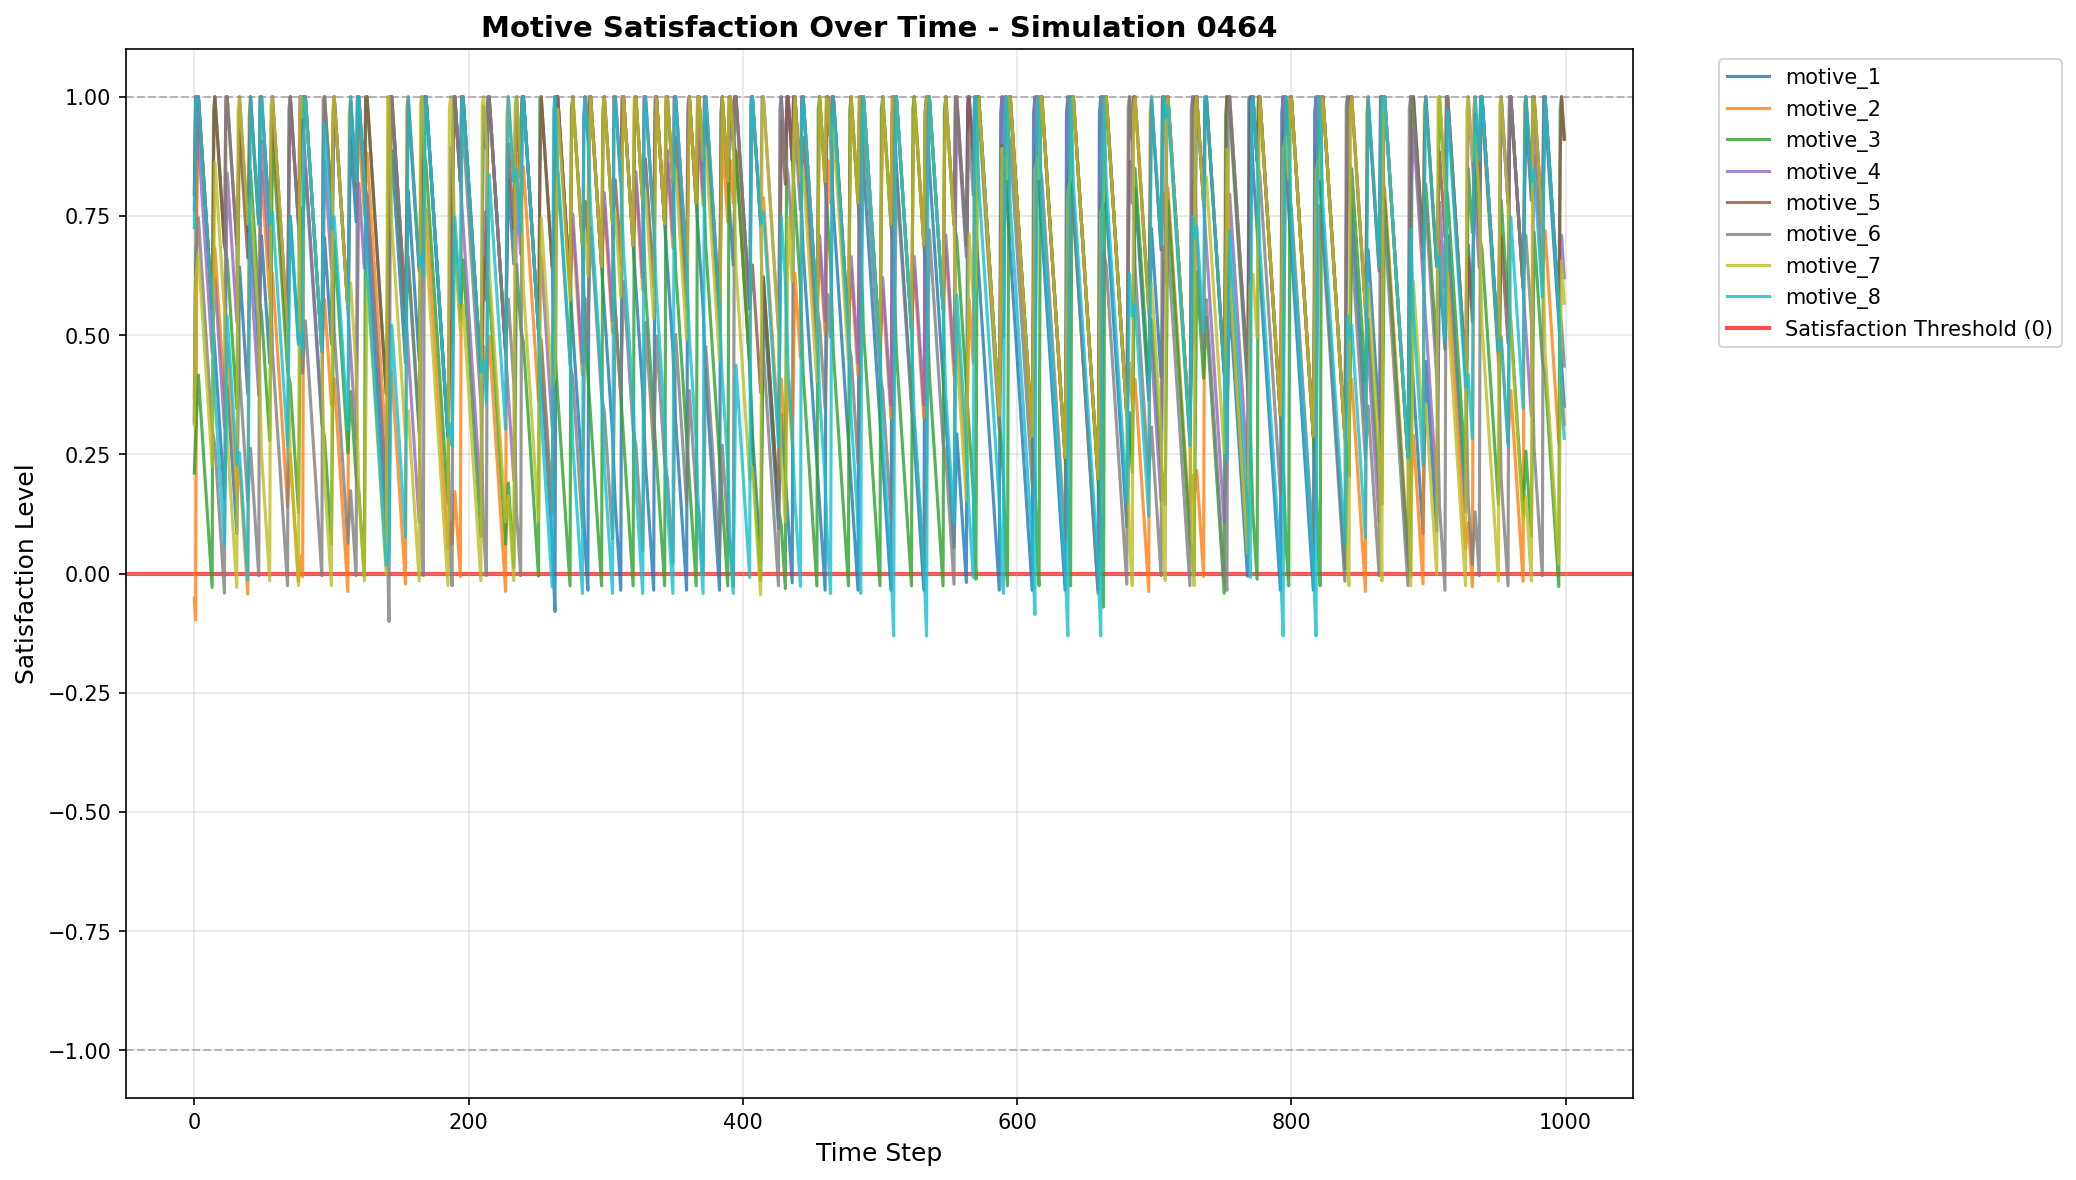 Motive Satisfaction Over Time - Simulation 0464
1.00
0.75
0.50
0.25
0.00
−0.25
−0.50
−0.75
−1.00
Satisfaction Level
0
200
400
600
800
1000
Time Step
motive_1
motive_2
motive_3
motive_4
motive_5
motive_6
motive_7
motive_8
Satisfaction Threshold (0)